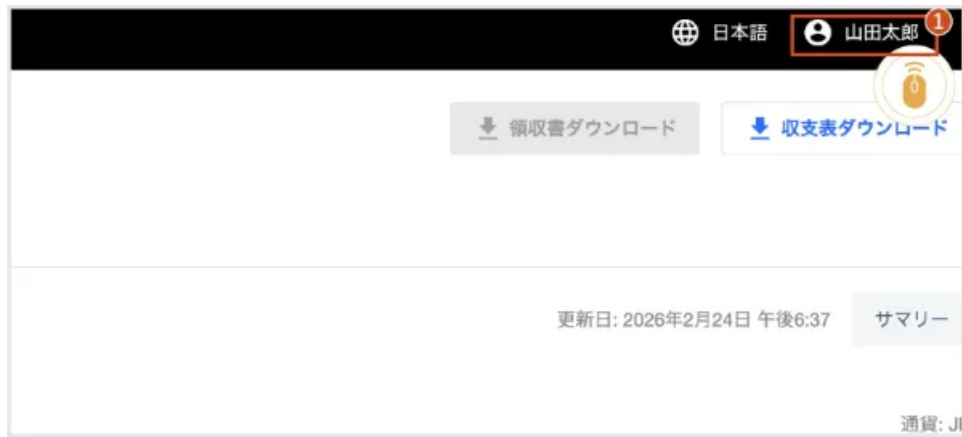 日本語 山田太郎 1
領収書ダウンロード 収支表ダウンロード
更新日: 2026年2月24日 午後6:37 サマリー
通貨: